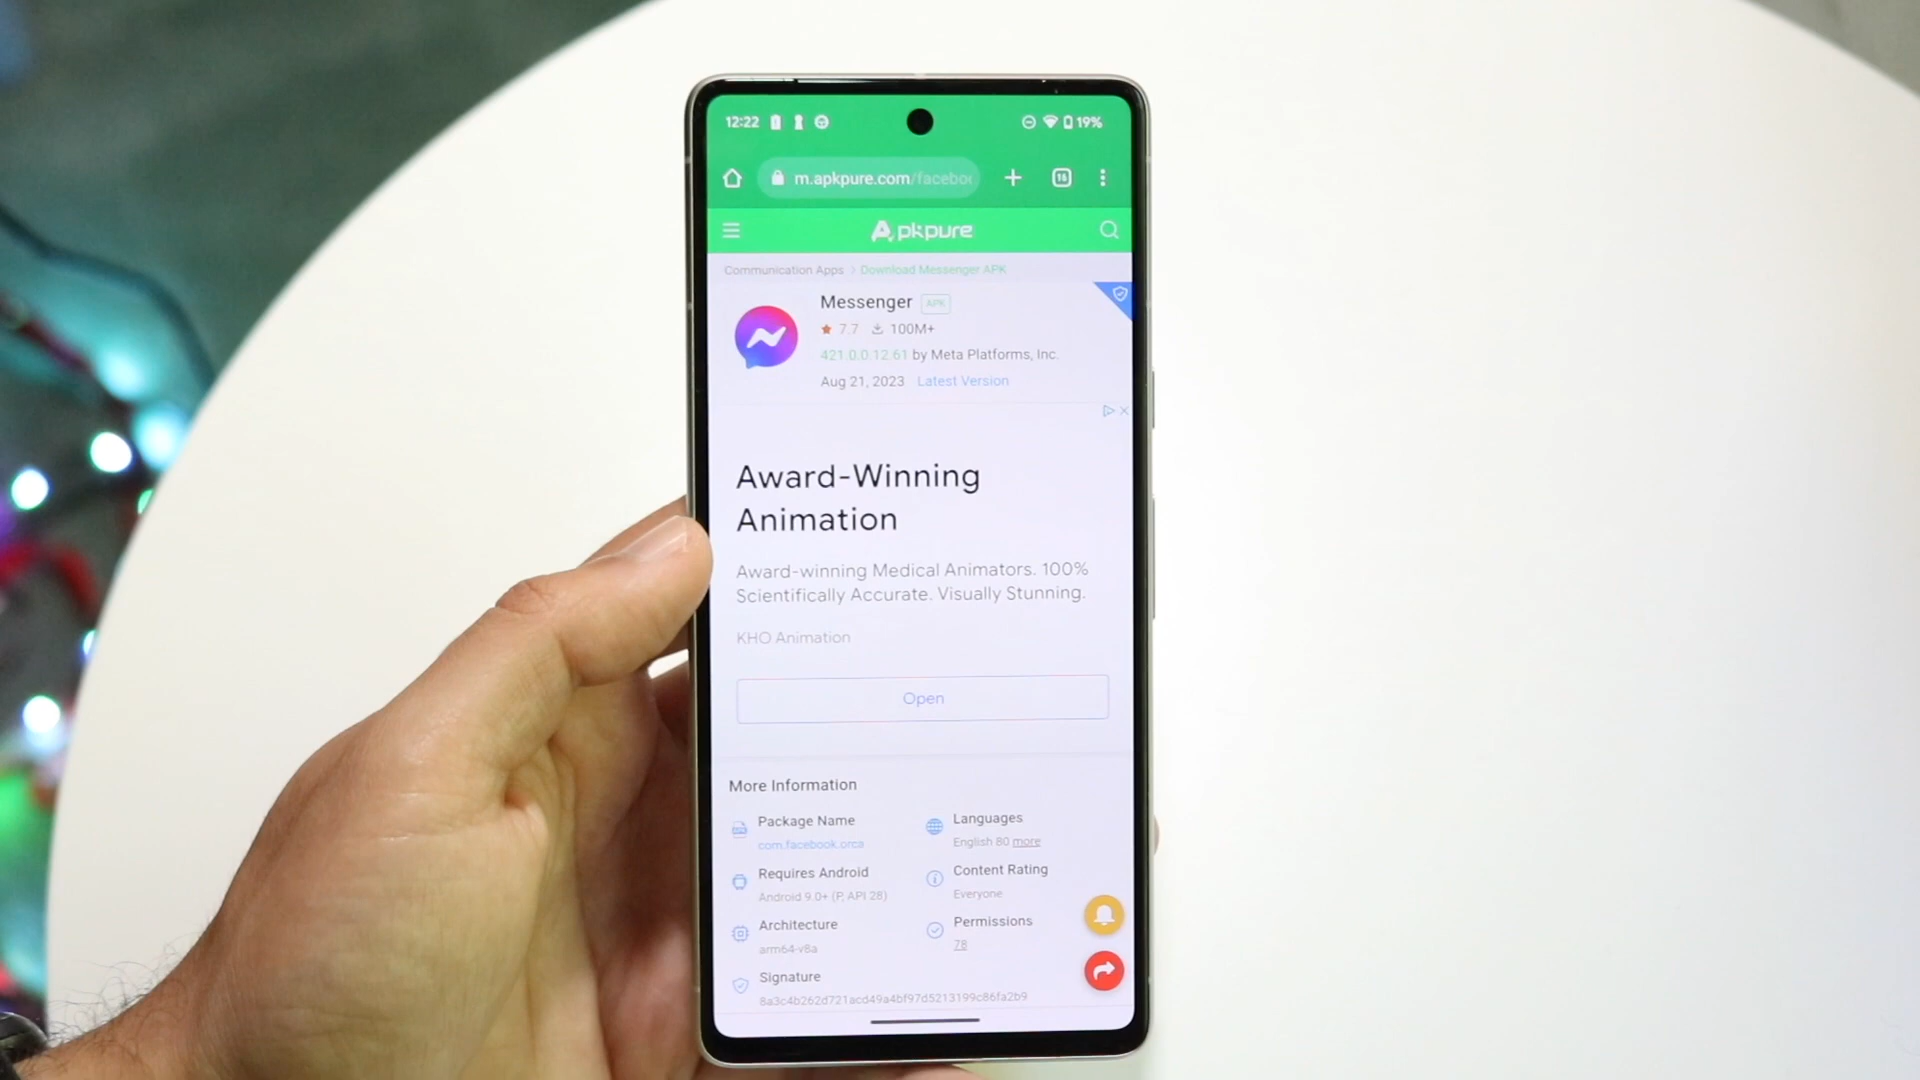 12:22 19%
m.apkpure.com/faceboo
16
Apkpure
Communication Apps > Download Messenger APK
Messenger APK
7.7 100M+
421.0.0.12.61 by Meta Platforms, Inc.
Aug 21, 2023 Latest Version
Award-Winning
Animation
Award-winning Medical Animators. 100%
Scientifically Accurate. Visually Stunning.
KHO Animation
Open
More Information
Package Name
com.facebook.orca
Languages
English 80 more
Requires Android
Android 9.0+ (P, API 28)
Content Rating
Everyone
Architecture
arm64-v8a
Permissions
78
Signature
8a3c4b262d721acd49a4bf97d5213199c86fa2b9